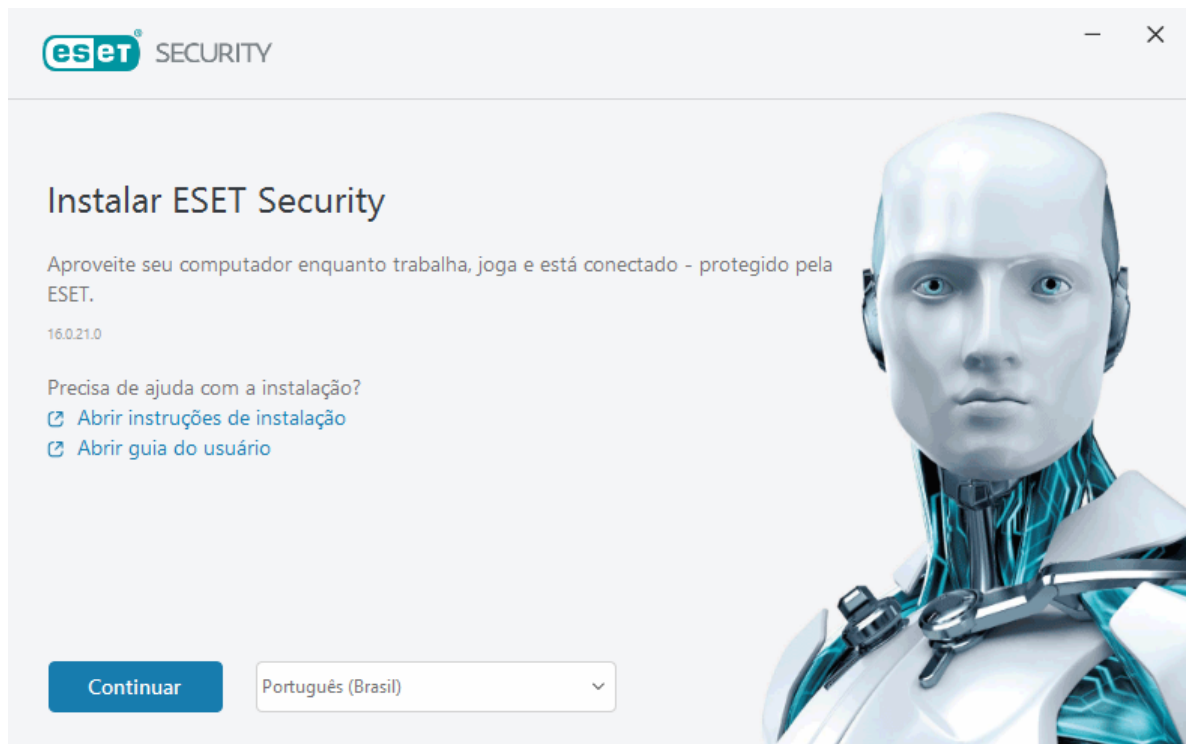 eset® SECURITY
Instalar ESET Security
Aproveite seu computador enquanto trabalha, joga e está conectado - protegido pela
ESET.
16.0.21.0
Precisa de ajuda com a instalação?
Abrir instruções de instalação
Abrir guia do usuário
Continuar
Português (Brasil)